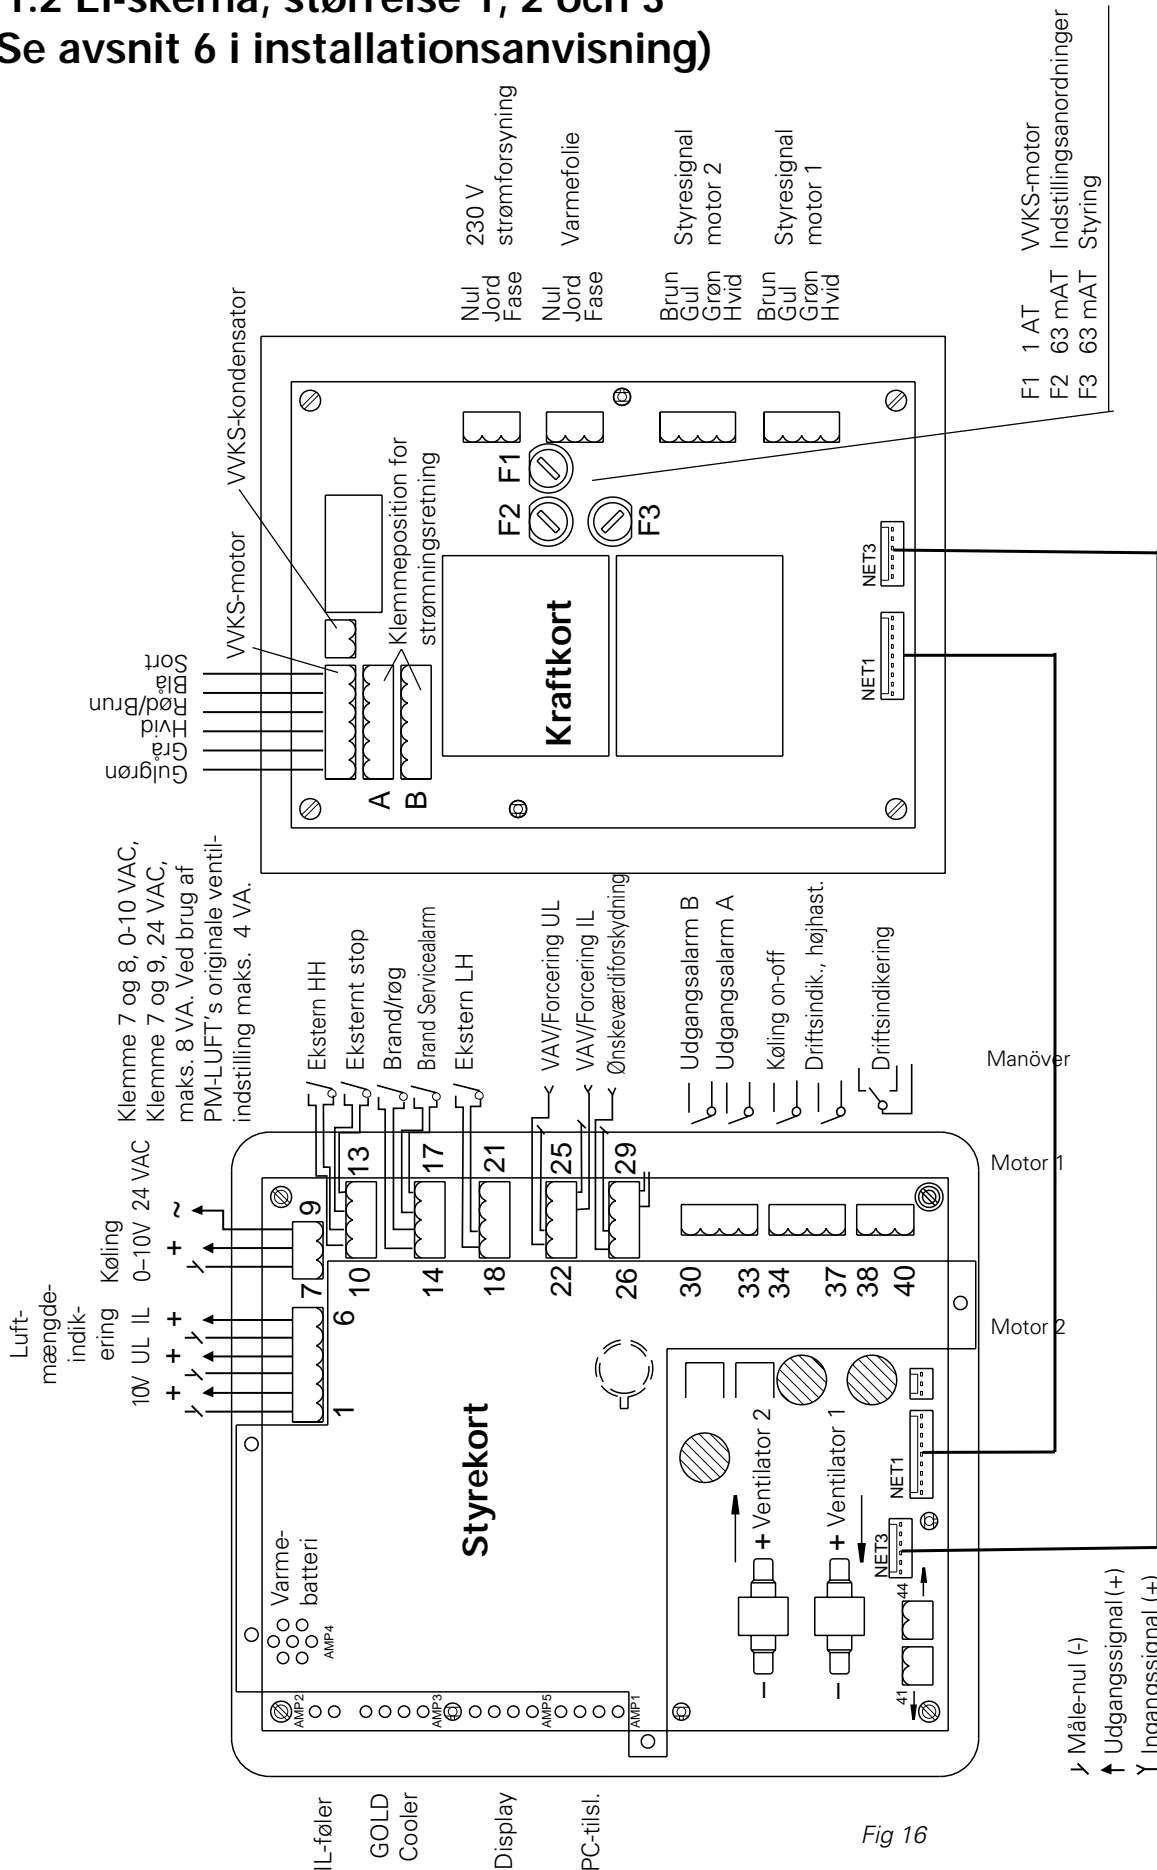 1.2 El-skema, størrelse 1, 2 och 3
Se avsnit 6 i installationsanvisning)
230 V
strømforsyning
Nul
Jord
Fase
Varmefolie
Nul
Jord
Fase
Styresignal
motor 2
Brun
Gul
Grøn
Hvid
Styresignal
motor 1
Brun
Gul
Grøn
Hvid
F1 1 AT VVKS-motor
F2 63 mAT Indstillingsanordninger
F3 63 mAT Styring
VVKS-kondensator
VVKS-motor
Klemmeposition for
strømningsretning
Sort
Blå
Rød/Brun
Hvid
Grå
Gulgrøn
A
B
F1
F2
F3
Kraftkort
NET3
NET1
Klemme 7 og 8, 0-10 VAC,
Klemme 7 og 9, 24 VAC,
maks. 8 VA. Ved brug af
PM-LUFT's originale ventil-
indstilling maks. 4 VA.
Ekstern HH
Eksternt stop
Brand/røg
Brand Servicealarm
Ekstern LH
VAV/Forcering UL
VAV/Forcering IL
Ønskeværdiforskydning
Udgangsalarm B
Udgangsalarm A
Køling on-off
Driftsindik., højhast.
Driftsindikering
Manöver
Motor 1
Motor 2
Luft-
mængde-
indik-
ering
10V UL IL
Køling
0–10V 24 VAC
+ + + + ~
1
6
7
9
10
13
14
17
18
21
22
25
26
29
30
33
34
37
38
40
Styrekort
Varme-
batteri
AMP4
AMP2
AMP3
AMP5
AMP1
– + Ventilator 2
– + Ventilator 1
NET1
NET3
44
41
IL-føler
GOLD
Cooler
Display
PC-tilsl.
Måle-nul (-)
Udgangssignal (+)
Ingangssignal (+)
Fig 16